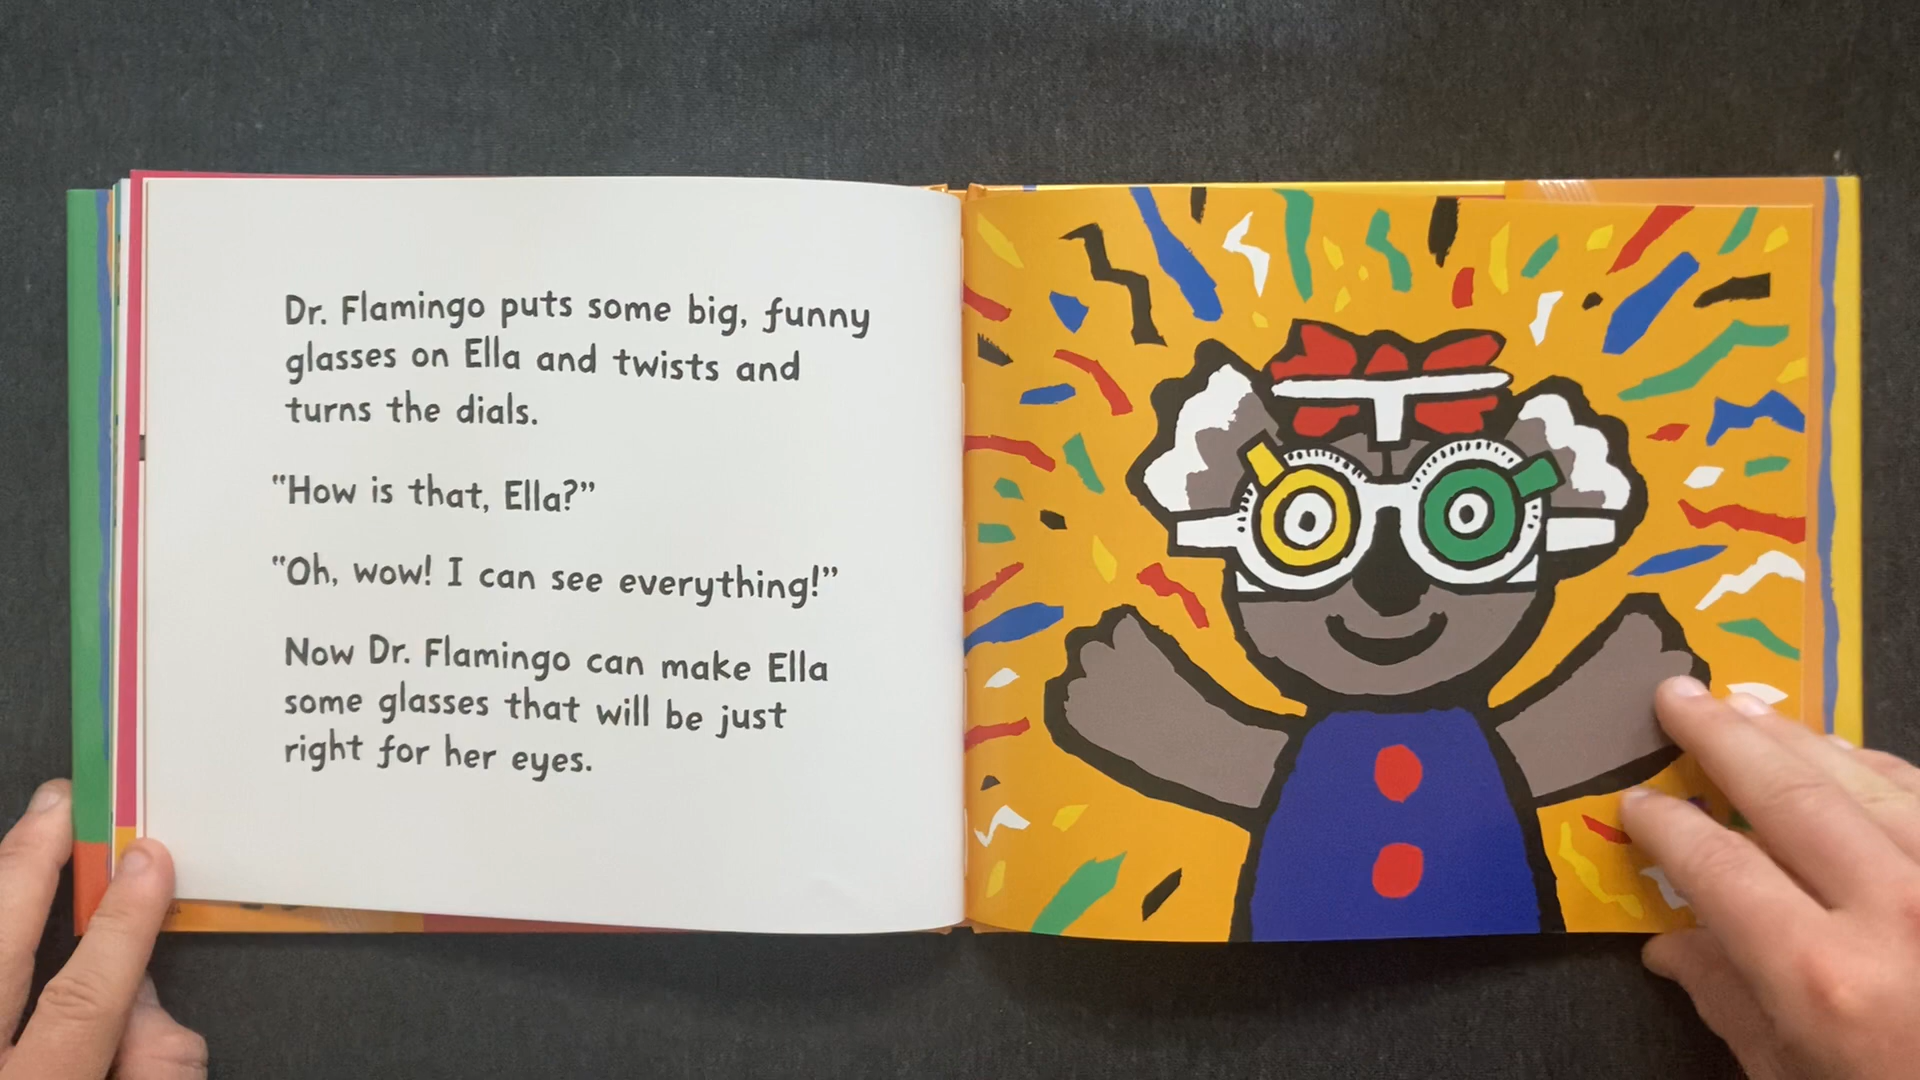 Dr. Flamingo puts some big, funny
glasses on Ella and twists and
turns the dials.
“How is that, Ella?”
“Oh, wow! I can see everything!”
Now Dr. Flamingo can make Ella
some glasses that will be just
right for her eyes.